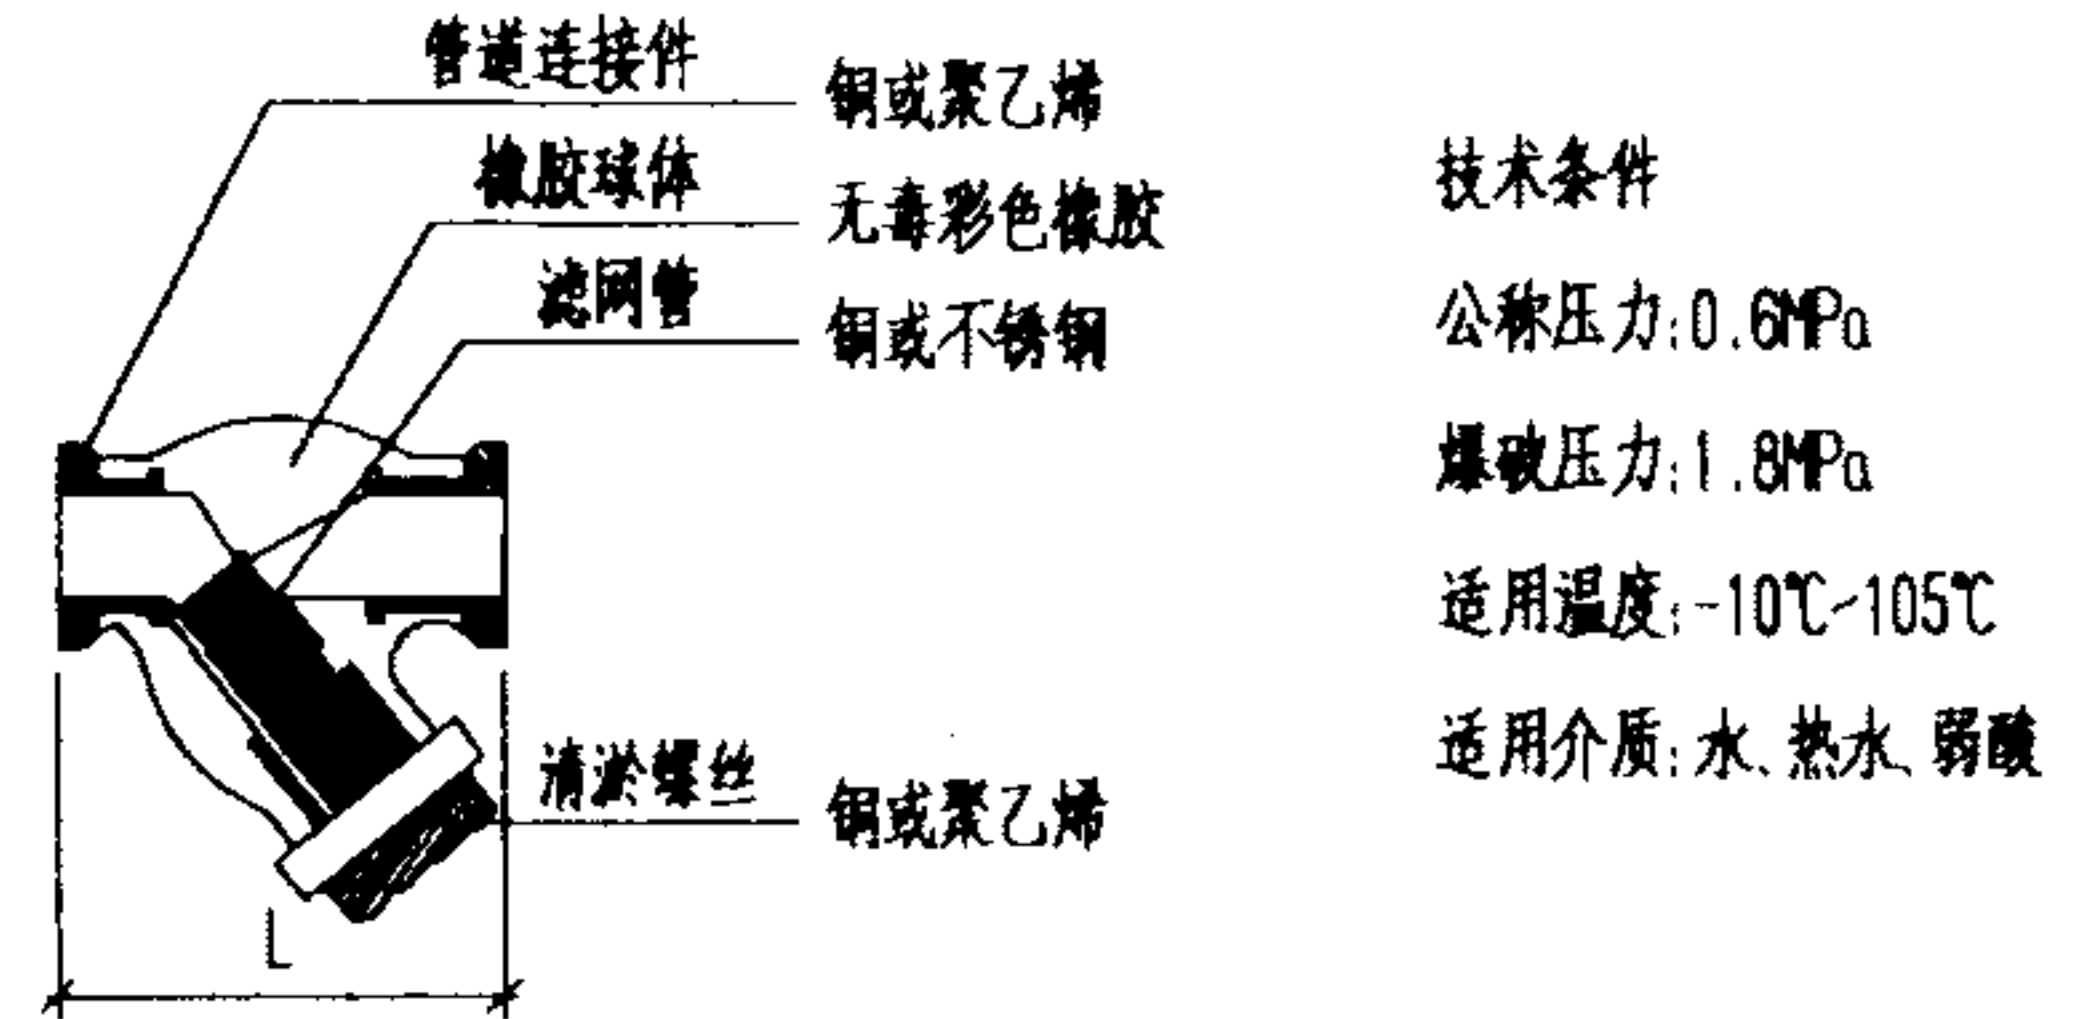 管道连接件
铜或聚乙烯
橡胶球体
无毒彩色橡胶
滤网管
铜或不锈钢
清淤螺丝
铜或聚乙烯
L
技术条件
公称压力:0.6MPa
爆破压力:1.8MPa
适用温度:-10℃~105℃
适用介质:水、热水、弱酸